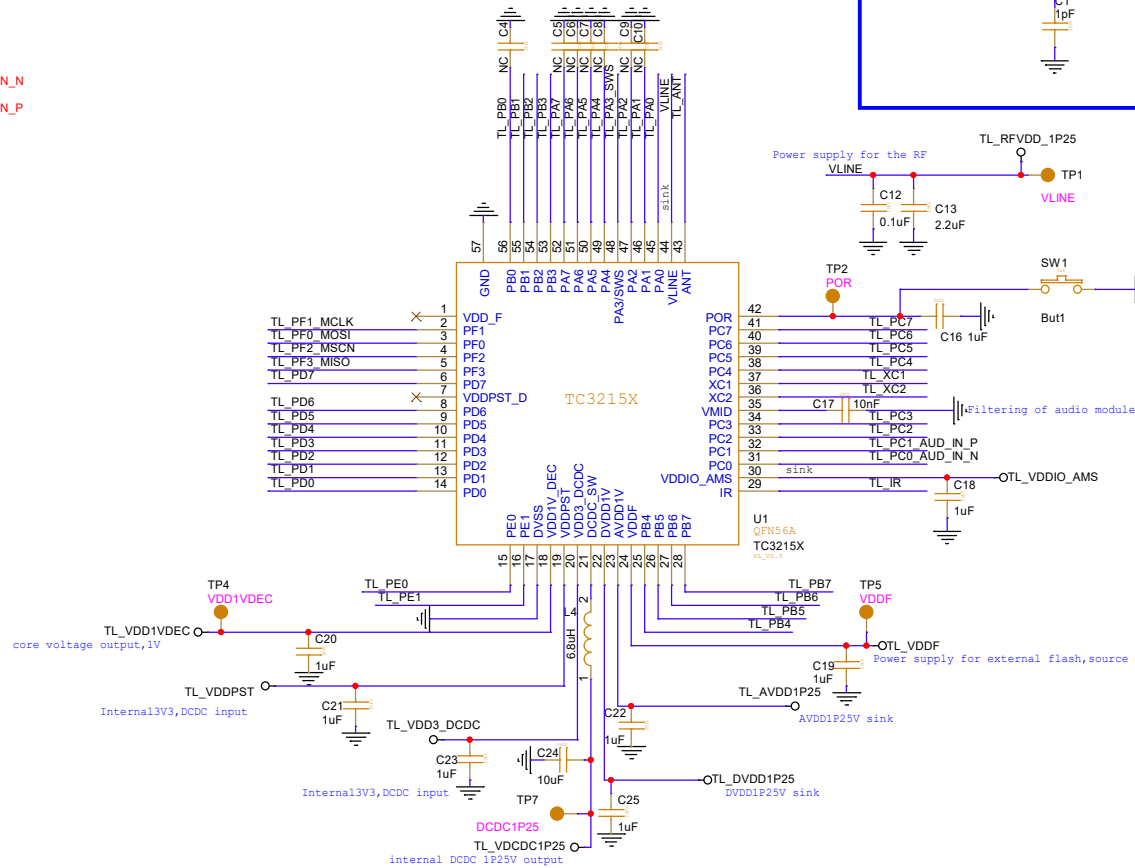 C1
1pF
N_N
N_P
C4
C5
C6
C7
C8
C9
C10
NC
NC
NC
NC
NC
NC
NC
TL_PB0
TL_PB1
TL_PB2
TL_PB3
TL_PA7
TL_PA6
TL_PA5
TL_PA4
TL_PA3_SWS
TL_PA2
TL_PA1
TL_PA0
VLINE
TL_ANT
sink
TL_RFVDD_1P25
Power supply for the RF
VLINE
TP1
VLINE
C12
0.1uF
C13
2.2uF
57
56
55
54
53
52
51
50
49
48
47
46
45
44
43
GND
PB0
PB1
PB2
PB3
PA7
PA6
PA5
PA4
PA3/SWS
PA2
PA1
PA0
VLINE
ANT
TP2
POR
SW1
But1
C16 1uF
1 VDD_F
TL_PF1_MCLK 2 PF1
TL_PF0_MOSI 3 PF0
TL_PF2_MSCN 4 PF2
TL_PF3_MISO 5 PF3
TL_PD7 6 PD7
7 VDDPST_D
TL_PD6 8 PD6
TL_PD5 9 PD5
TL_PD4 10 PD4
TL_PD3 11 PD3
TL_PD2 12 PD2
TL_PD1 13 PD1
TL_PD0 14 PD0
TC3215X
POR 42
PC7 41 TL_PC7
PC6 40 TL_PC6
PC5 39 TL_PC5
PC4 38 TL_PC4
XC1 37 TL_XC1
XC2 36 TL_XC2
VMID 35 C17 10nF Filtering of audio module
PC3 34 TL_PC3
PC2 33 TL_PC2
PC1 32 TL_PC1_AUD_IN_P
PC0 31 TL_PC0_AUD_IN_N
VDDIO_AMS 30 sink TL_VDDIO_AMS
IR 29 TL_IR
C18
1uF
PE0
PE1
DVSS
VDD1V_DEC
VDDPST
VDD3_DCDC
DCDC_SW
DVDD1V
AVDD1V
VDDF
PB4
PB5
PB6
PB7
15
16
17
18
19
20
21
22
23
24
25
26
27
28
U1
QFN56A
TC3215X
TL_PE0
TL_PE1
TL_PB7
TL_PB6
TL_PB5
TL_PB4
L4
6.8uH
2
1
TP4
VDD1VDEC
TL_VDD1VDEC
core voltage output,1V
C20
1uF
TP5
VDDF
TL_VDDF
Power supply for external flash,source
C19
1uF
TL_VDDPST
Internal3V3,DCDC input
C21
1uF
TL_AVDD1P25
AVDD1P25V sink
C22
1uF
TL_VDD3_DCDC
C23
1uF
Internal3V3,DCDC input
C24
10uF
TL_DVDD1P25
DVDD1P25V sink
TP7
DCDC1P25
C25
1uF
TL_VDCDC1P25
internal DCDC 1P25V output